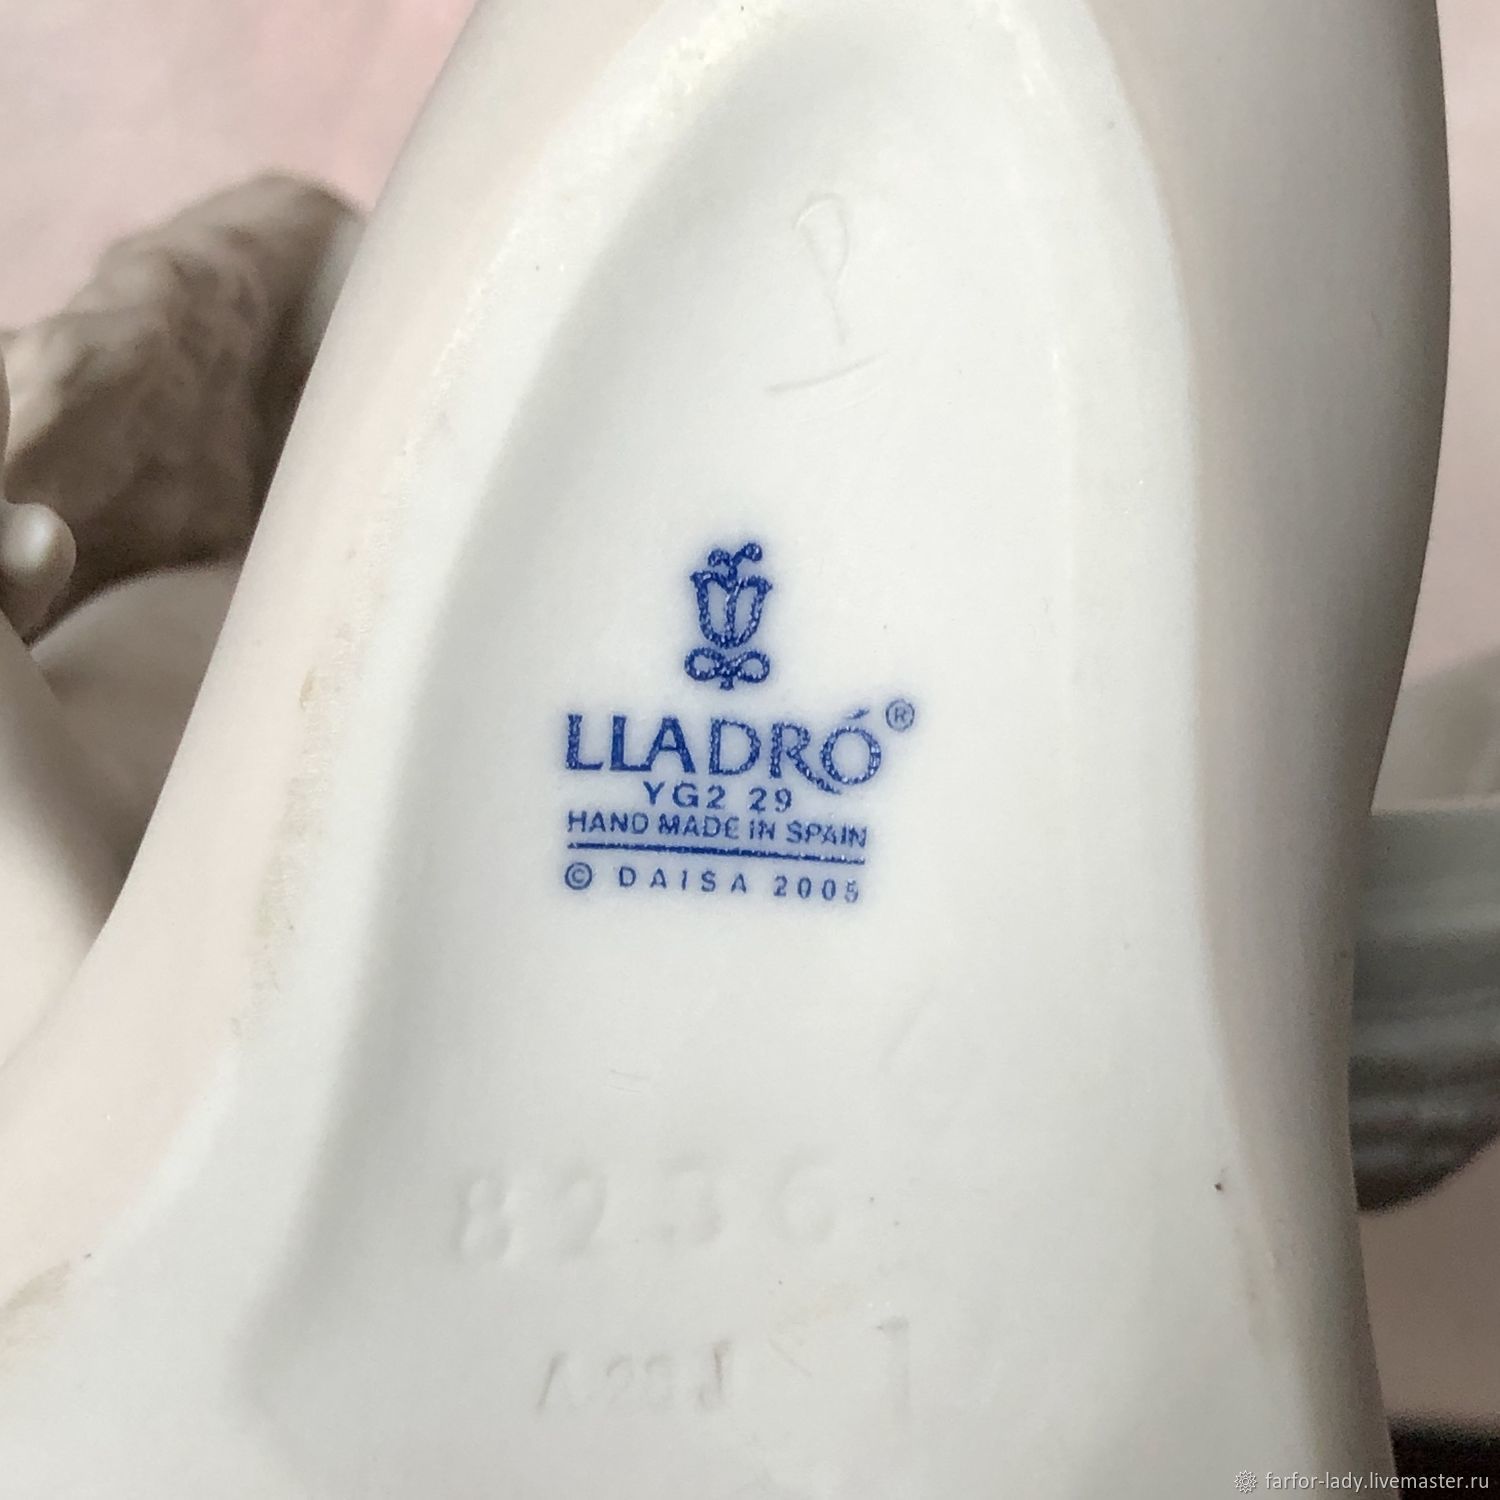 P
LLADRÓ®
YG2 29
HAND MADE IN SPAIN
© DAISA 2005
8236
farfor-lady.livemaster.ru